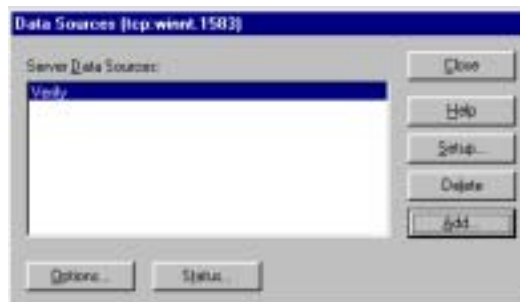 Data Sources (tcp:winnt.1583)
Server Data Sources:
Verify
Close
Help
Setup...
Delete
Add...
Options...
Status...